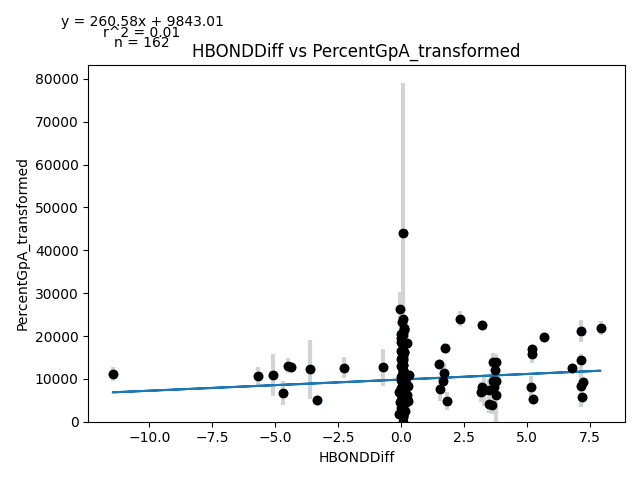 y = 260.58x + 9843.01
r^2 = 0.01
n = 162
HBONDDiff vs PercentGpA_transformed
80000
70000
60000
50000
40000
30000
20000
10000
0
PercentGpA_transformed
−10.0 −7.5 −5.0 −2.5 0.0 2.5 5.0 7.5
HBONDDiff